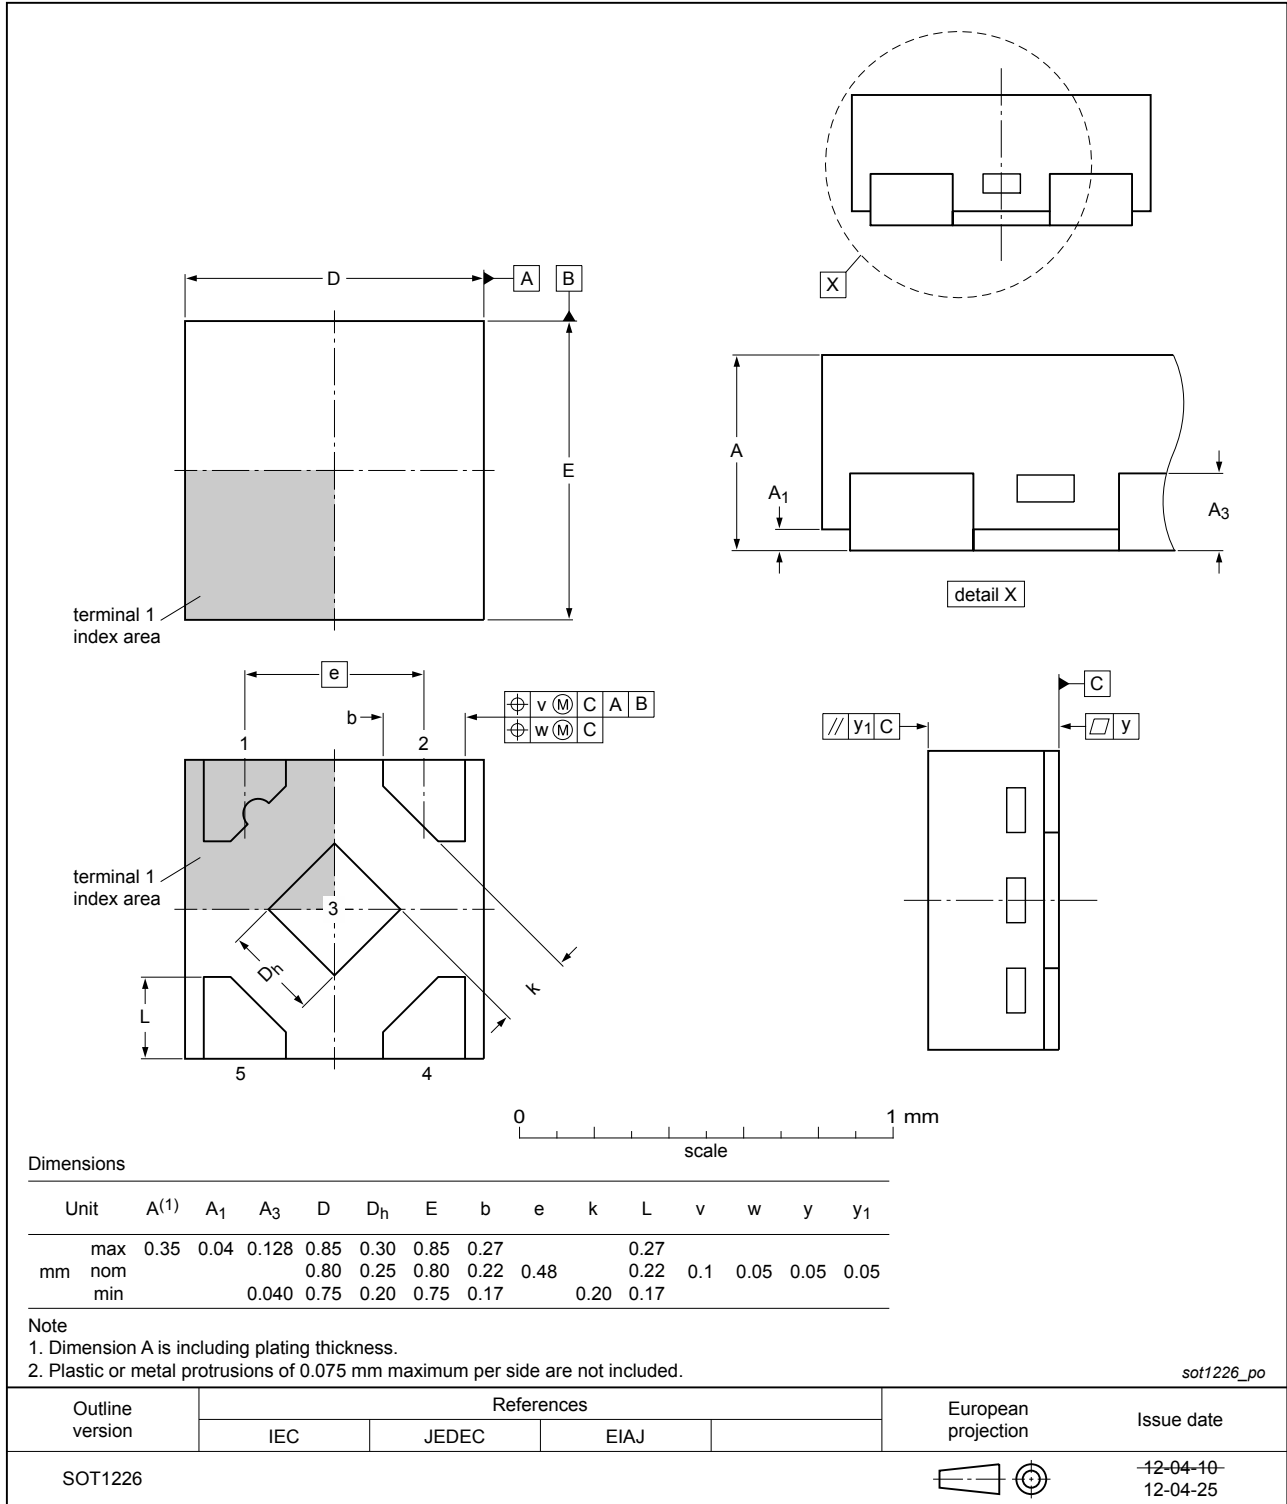 X
D
A
B
A
E
A1
A3
detail X
terminal 1
index area
e
C
b
v M C A B
w M C
// y1 C
y
1
2
terminal 1
index area
3
Dh
k
L
5
4
0
1 mm
scale
Dimensions
Unit A(1) A1 A3 D Dh E b e k L v w y y1
max 0.35 0.04 0.128 0.85 0.30 0.85 0.27 0.27
mm nom 0.80 0.25 0.80 0.22 0.48 0.22 0.1 0.05 0.05 0.05
min 0.040 0.75 0.20 0.75 0.17 0.20 0.17
Note
1. Dimension A is including plating thickness.
2. Plastic or metal protrusions of 0.075 mm maximum per side are not included.
sot1226_po
Outline version
References
European projection
Issue date
IEC
JEDEC
EIAJ
SOT1226
12-04-10
12-04-25